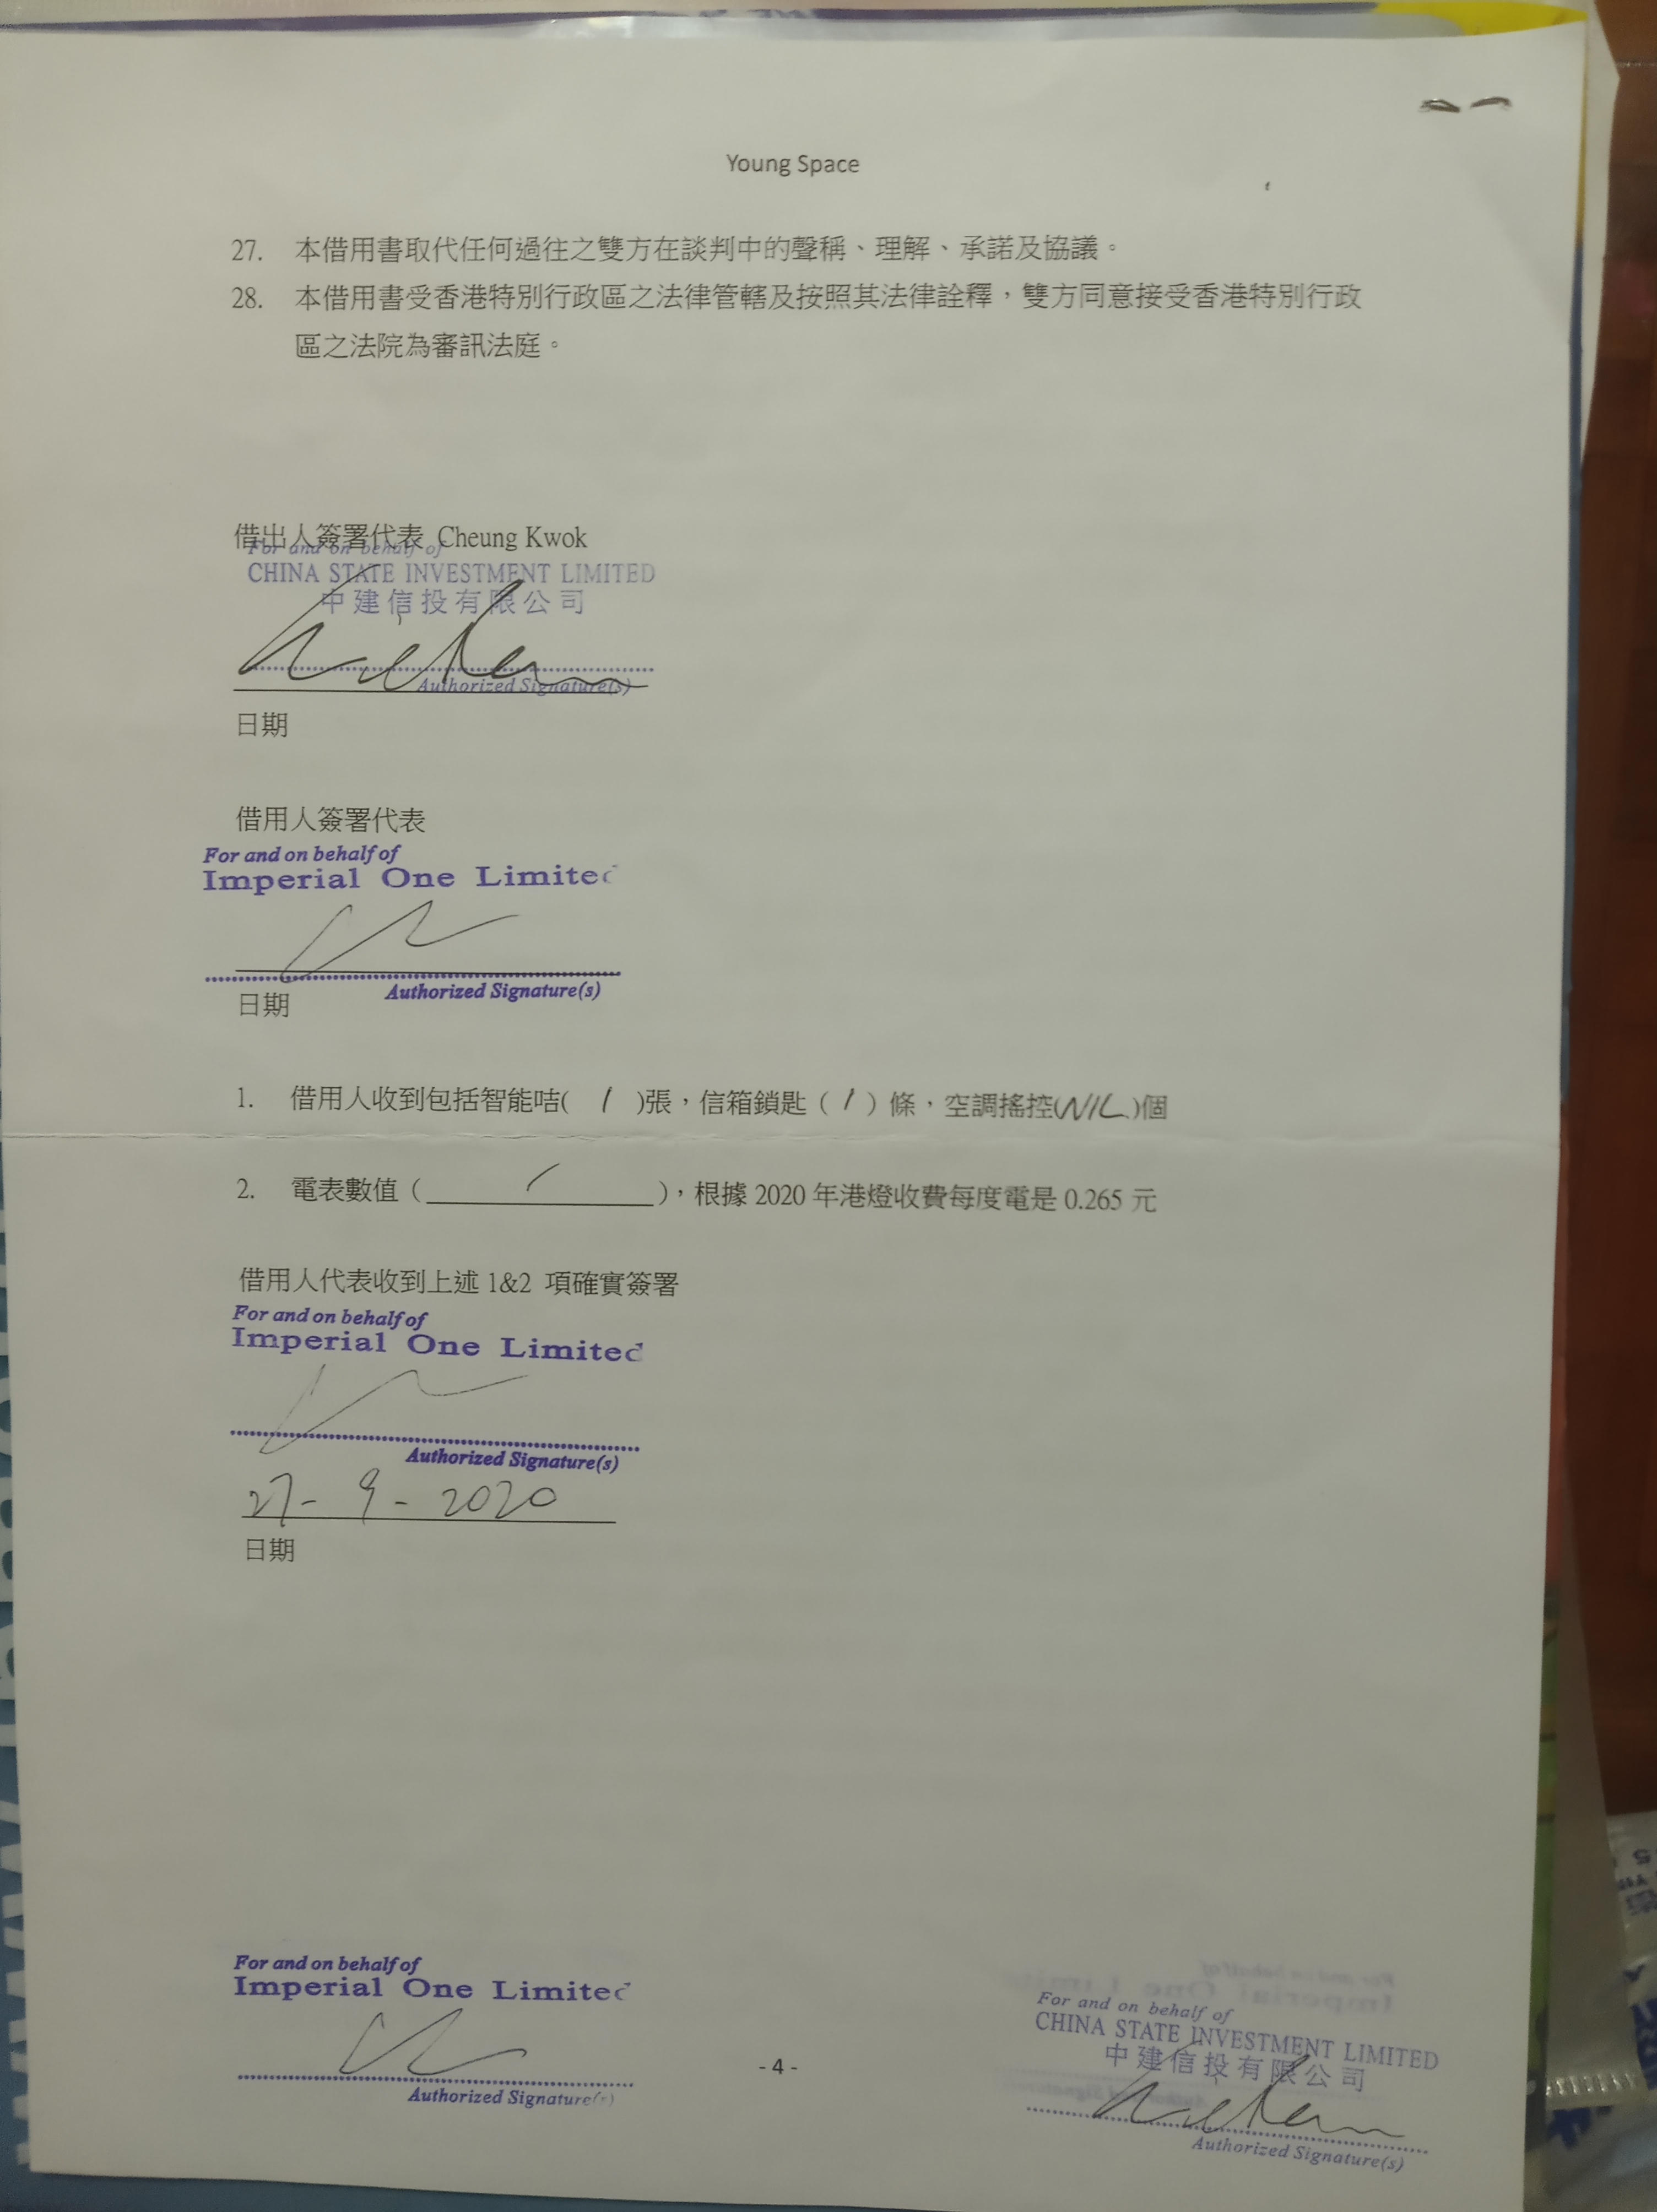 Young Space
27. 本借用書取代任何過往之雙方在談判中的聲稱、理解、承諾及協議。
28. 本借用書受香港特別行政區之法律管轄及按照其法律詮釋，雙方同意接受香港特別行政
區之法院為審訊法庭。
借出人簽署代表 Cheung Kwok
For and on behalf of
CHINA STATE INVESTMENT LIMITED
中建信投有限公司
Authorized Signature(s)
日期
借用人簽署代表
For and on behalf of
Imperial One Limited
Authorized Signature(s)
日期
1. 借用人收到包括智能咭( 1 )張，信箱鎖匙（ 1 ）條，空調搖控(NIL)個
2. 電表數值（ / ），根據 2020 年港燈收費每度電是 0.265 元
借用人代表收到上述 1&2 項確實簽署
For and on behalf of
Imperial One Limited
Authorized Signature(s)
27 - 9 - 2020
日期
For and on behalf of
Imperial One Limited
Authorized Signature(s)
- 4 -
For and on behalf of
CHINA STATE INVESTMENT LIMITED
中建信投有限公司
Authorized Signature(s)